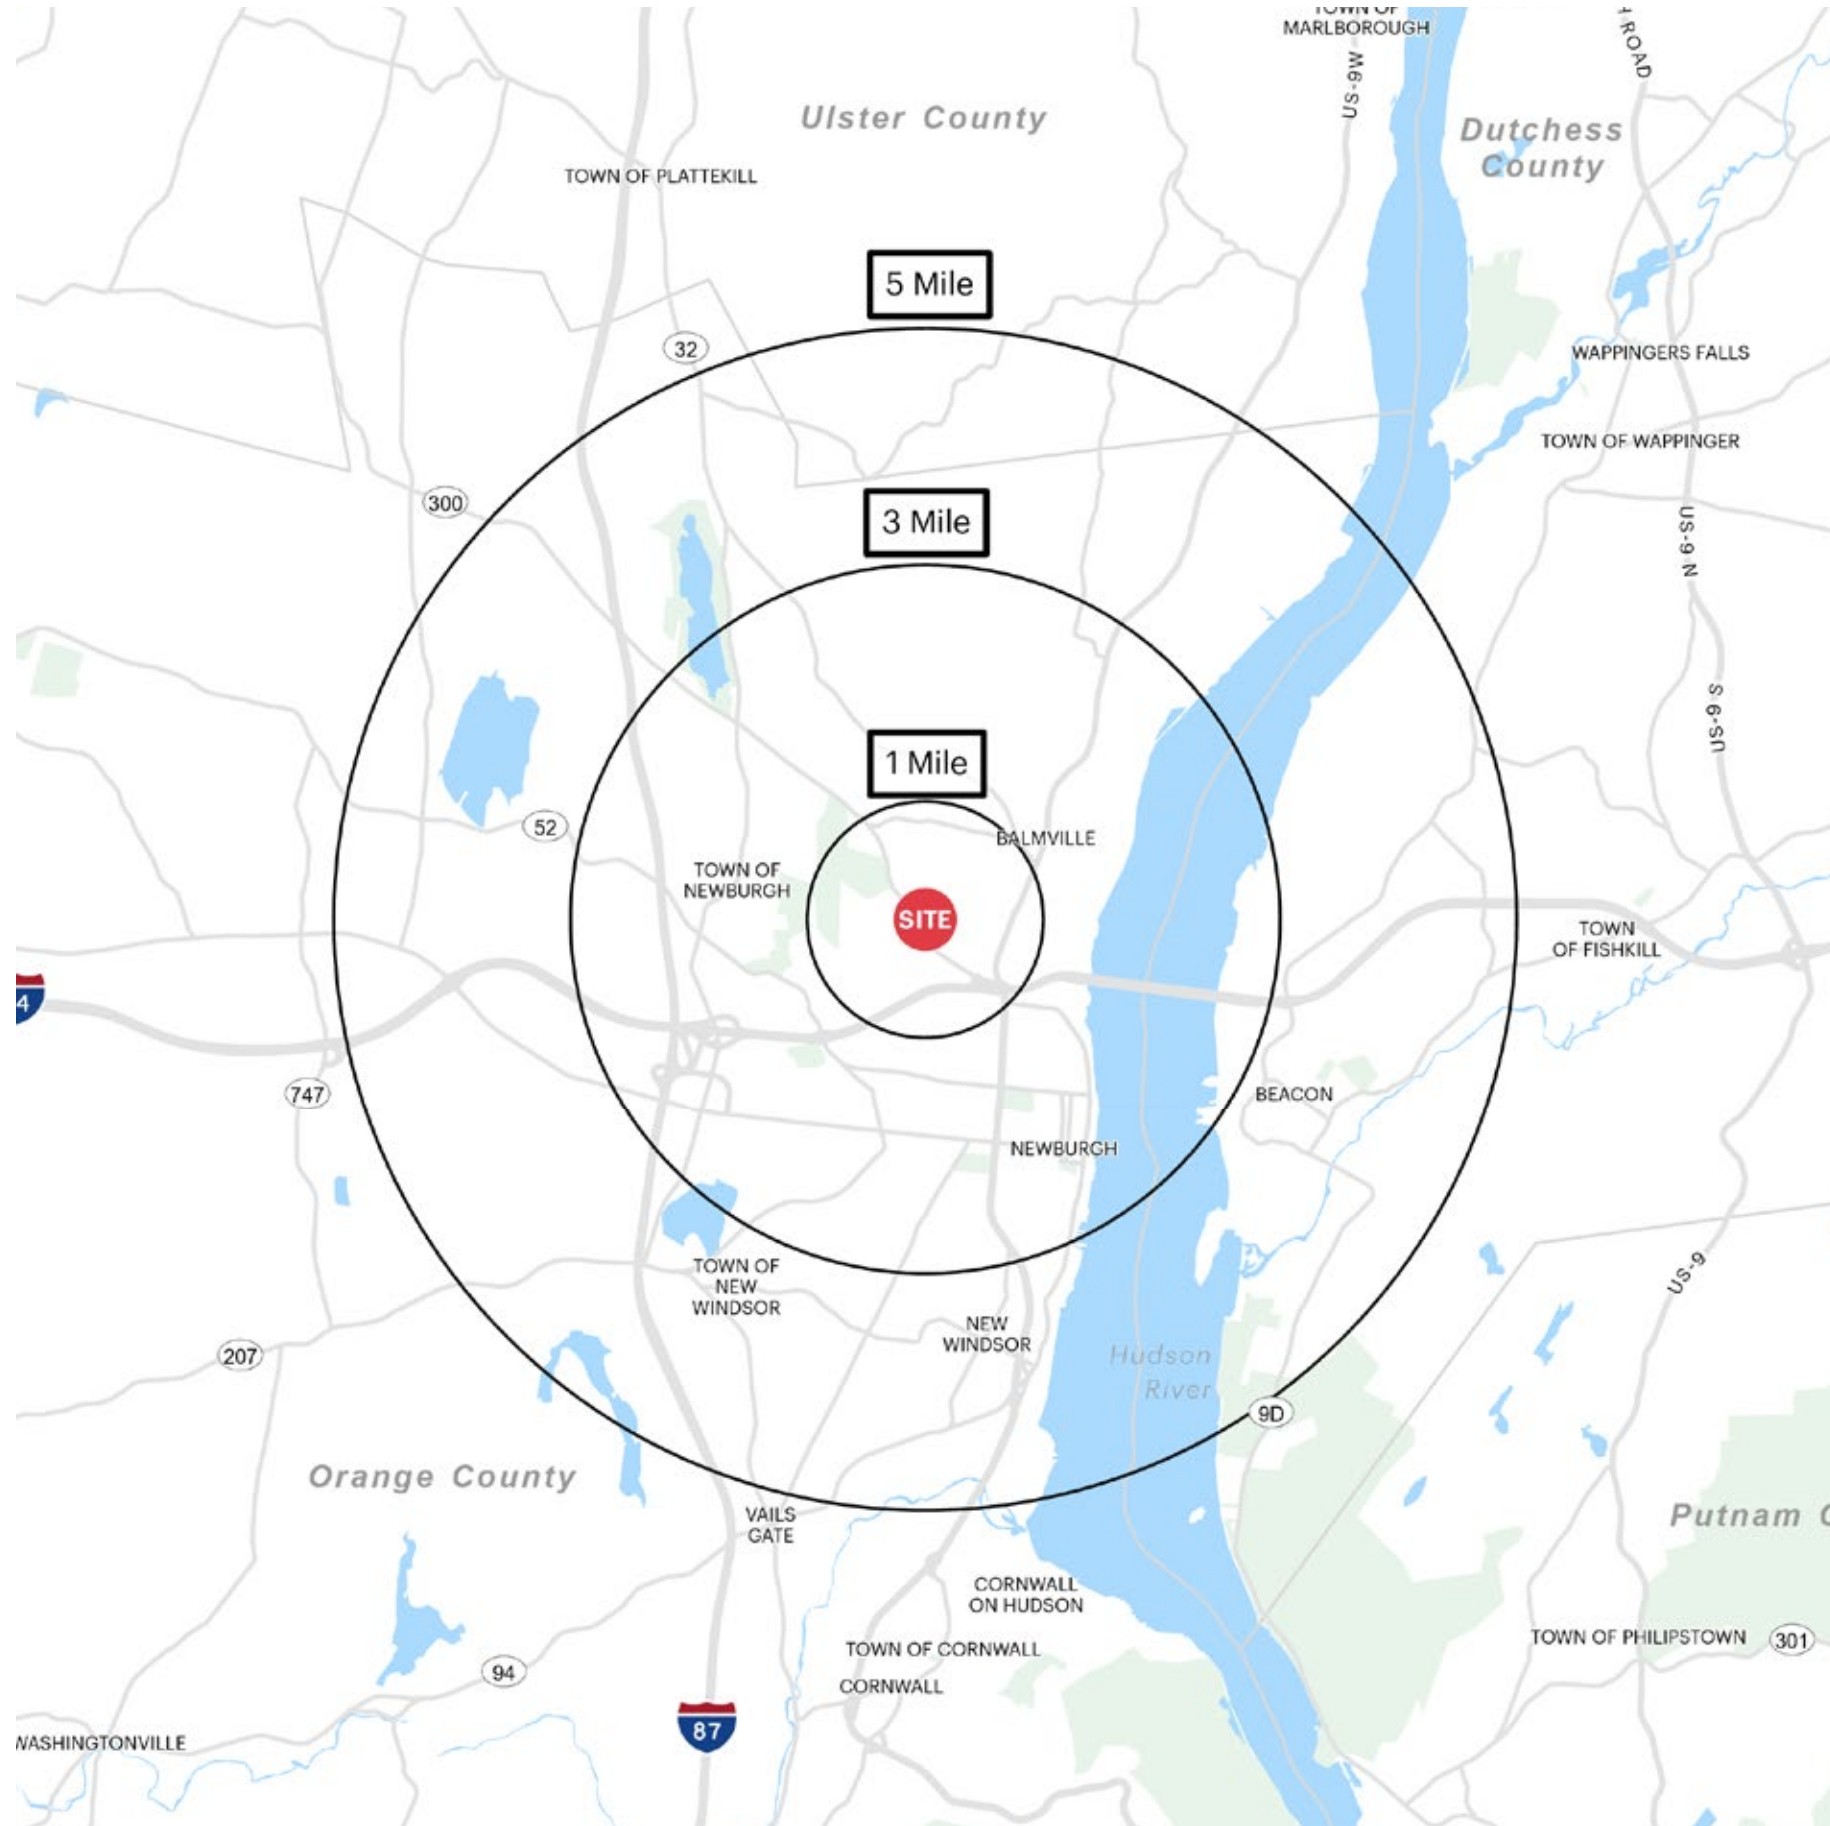 TOWN OF
MARLBOROUGH
ROAD
US-9W
Ulster County
Dutchess
County
TOWN OF PLATTEKILL
5 Mile
32
WAPPINGERS FALLS
TOWN OF WAPPINGER
300
3 Mile
US-9 N
US-9 S
1 Mile
52
BALMVILLE
TOWN OF
NEWBURGH
SITE
TOWN
OF FISHKILL
4
747
BEACON
NEWBURGH
TOWN OF
NEW
WINDSOR
US-9
NEW
WINDSOR
207
Hudson
River
9D
Orange County
VAILS
GATE
Putnam C
CORNWALL
ON HUDSON
TOWN OF CORNWALL
TOWN OF PHILIPSTOWN
301
94
CORNWALL
87
WASHINGTONVILLE